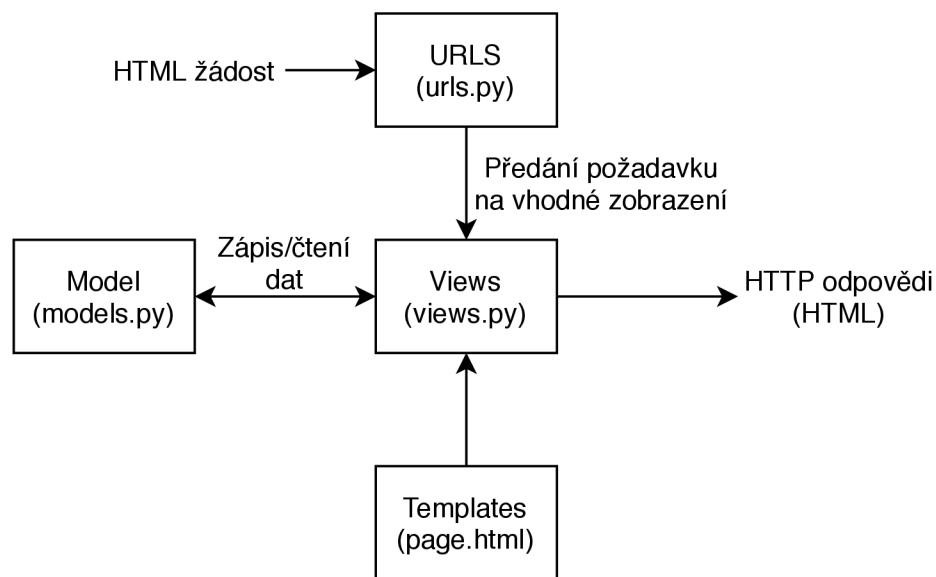 HTML žádost
URLS
(urls.py)
Předání požadavku
na vhodné zobrazení
Zápis/čtení
dat
Model
(models.py)
Views
(views.py)
HTTP odpovědi
(HTML)
Templates
(page.html)